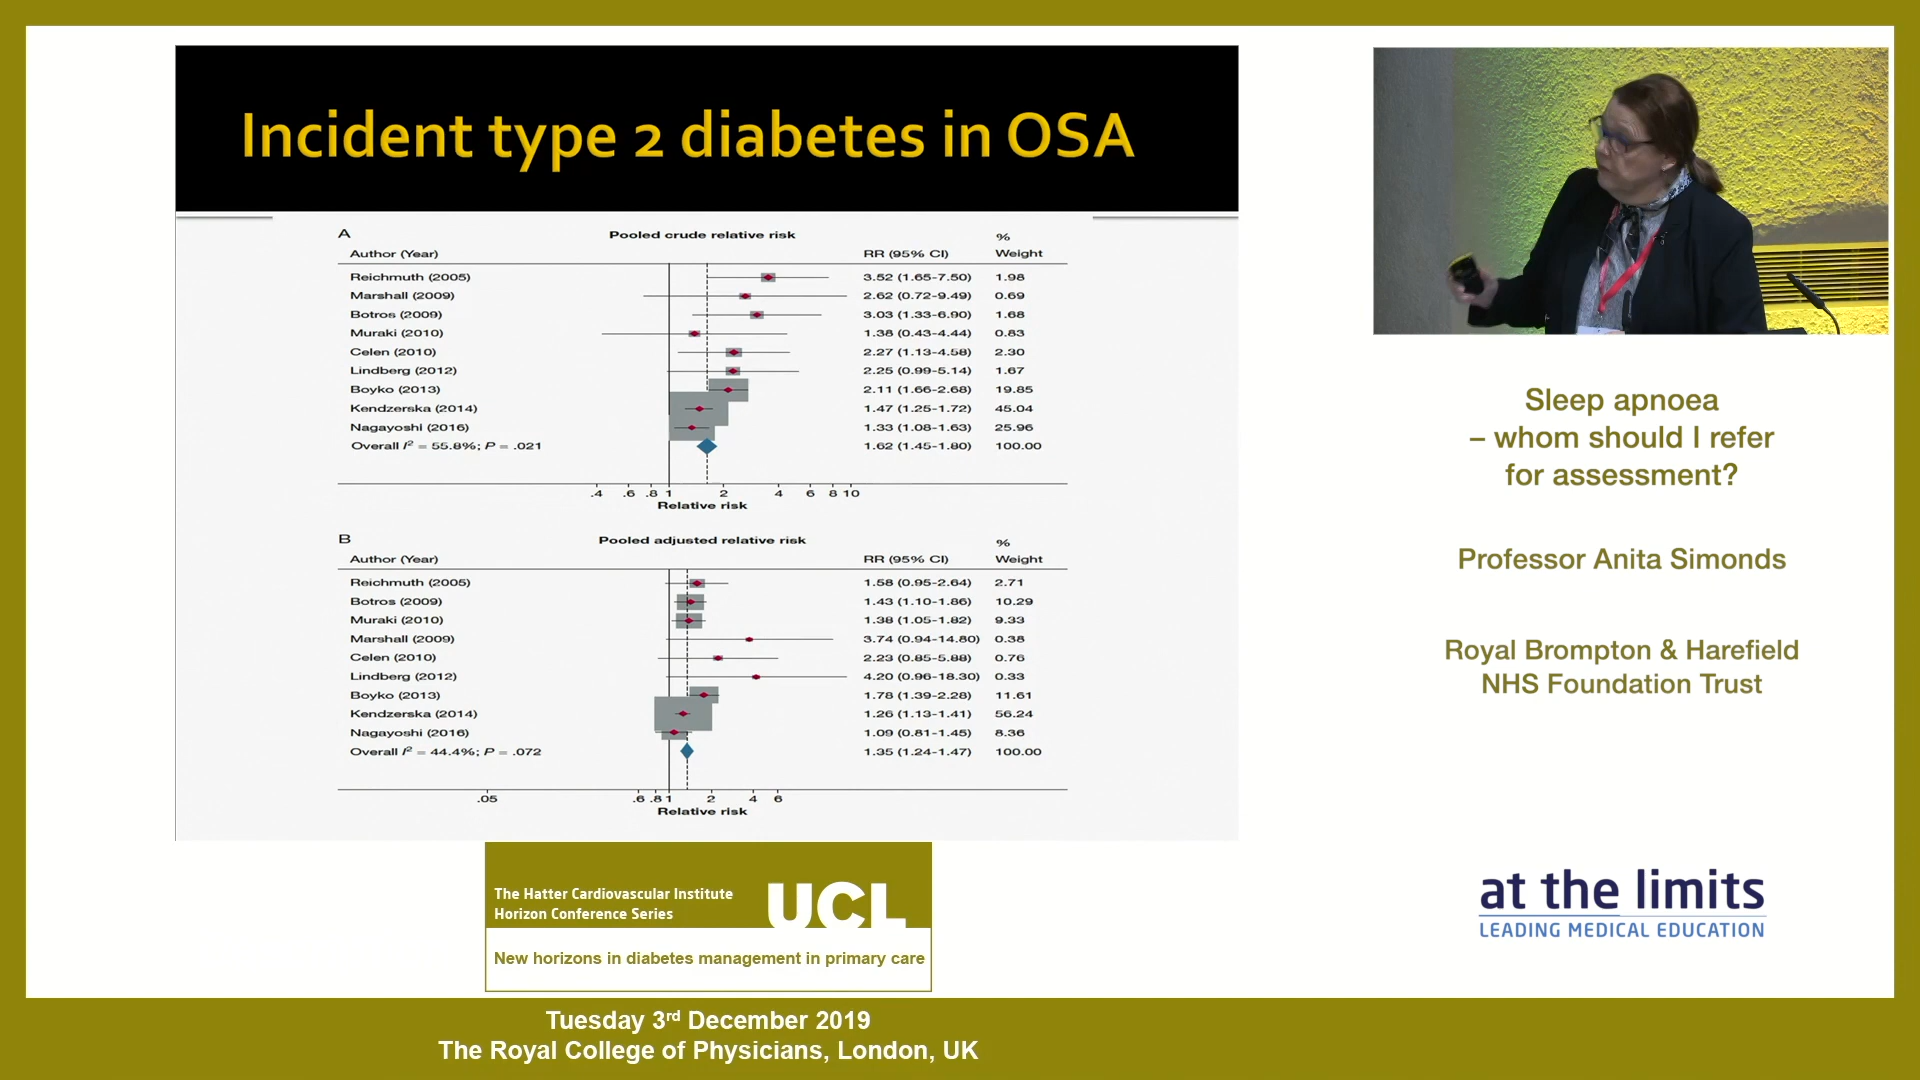 Incident type 2 diabetes in OSA
A
Pooled crude relative risk
%
Author (Year) RR (95% CI) Weight
Reichmuth (2005) 3.52 (1.65-7.50) 1.98
Marshall (2009) 2.62 (0.72-9.49) 0.69
Botros (2009) 3.03 (1.33-6.90) 1.68
Muraki (2010) 1.38 (0.43-4.44) 0.83
Celen (2010) 2.27 (1.13-4.58) 2.30
Lindberg (2012) 2.25 (0.99-5.14) 1.67
Boyko (2013) 2.11 (1.66-2.68) 19.85
Kendzerska (2014) 1.47 (1.25-1.72) 45.04
Nagayoshi (2016) 1.33 (1.08-1.63) 25.96
Overall I² = 55.8%; P = .021 1.62 (1.45-1.80) 100.00
.4 .6 .8 1 2 4 6 8 10
Relative risk
B
Pooled adjusted relative risk
%
Author (Year) RR (95% CI) Weight
Reichmuth (2005) 1.58 (0.95-2.64) 2.71
Botros (2009) 1.43 (1.10-1.86) 10.29
Muraki (2010) 1.38 (1.05-1.82) 9.33
Marshall (2009) 3.74 (0.94-14.80) 0.38
Celen (2010) 2.23 (0.85-5.88) 0.76
Lindberg (2012) 4.20 (0.96-18.30) 0.33
Boyko (2013) 1.78 (1.39-2.28) 11.61
Kendzerska (2014) 1.26 (1.13-1.41) 56.24
Nagayoshi (2016) 1.09 (0.81-1.45) 8.36
Overall I² = 44.4%; P = .072 1.35 (1.24-1.47) 100.00
.05 .6 .8 1 2 4 6
Relative risk
Sleep apnoea
– whom should I refer
for assessment?
Professor Anita Simonds
Royal Brompton & Harefield
NHS Foundation Trust
at the limits
LEADING MEDICAL EDUCATION
The Hatter Cardiovascular Institute
Horizon Conference Series
UCL
New horizons in diabetes management in primary care
Tuesday 3rd December 2019
The Royal College of Physicians, London, UK